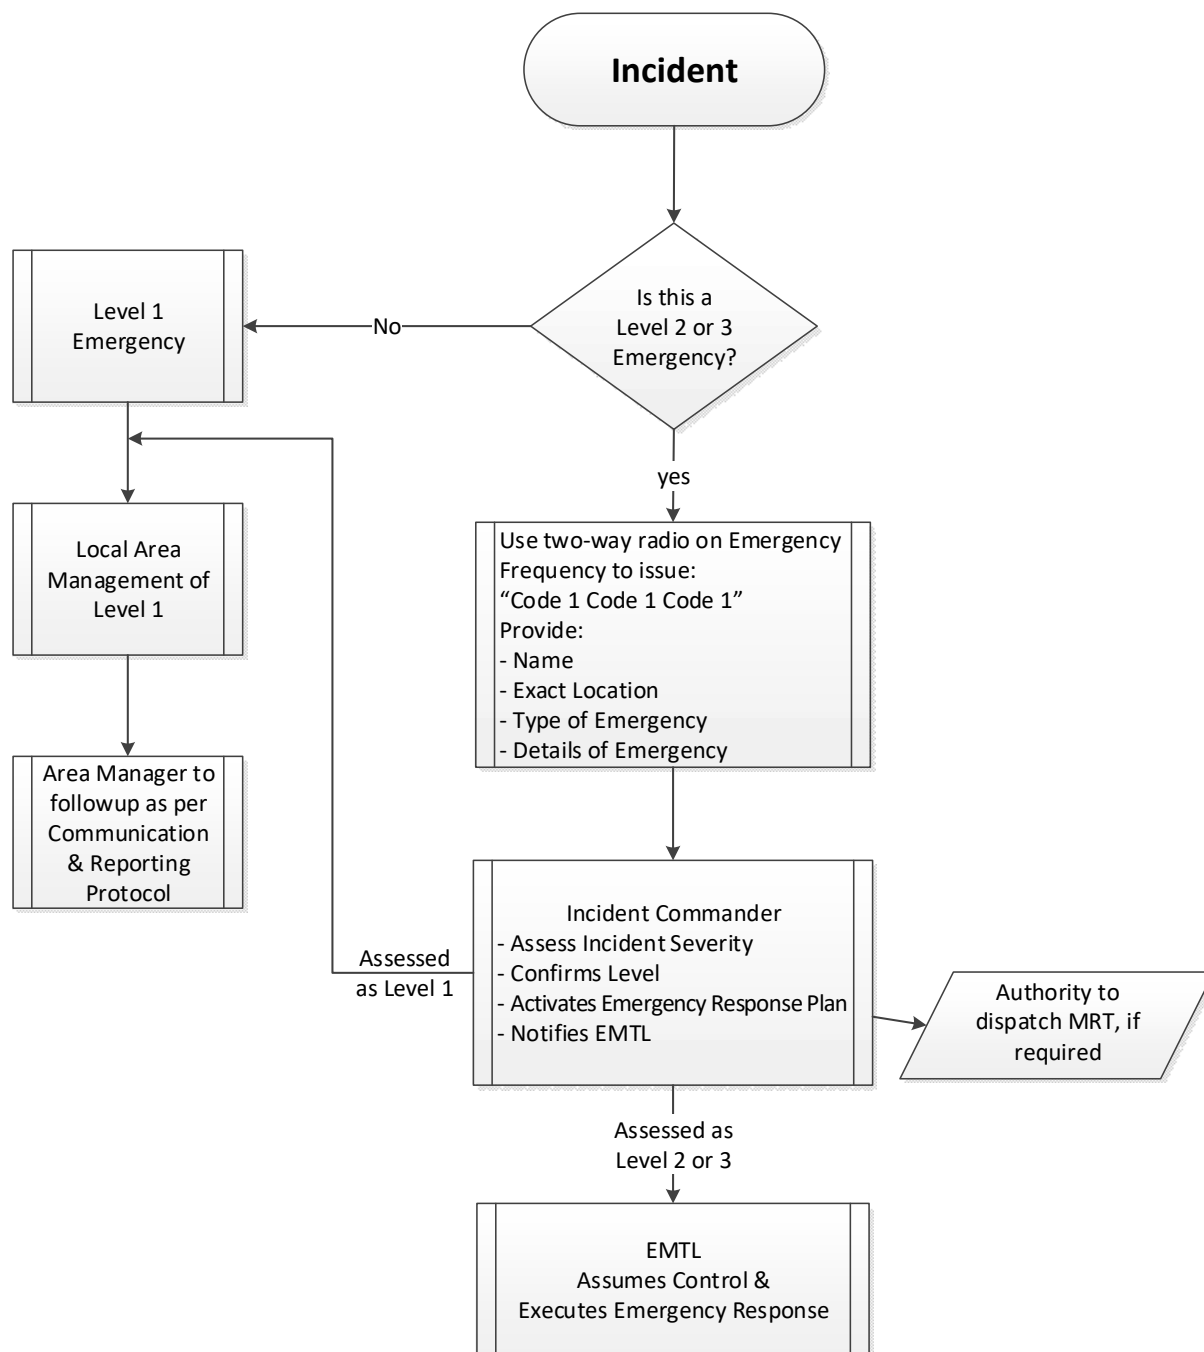 Incident
Is this a
Level 2 or 3
Emergency?
No
Level 1
Emergency
yes
Local Area
Management of
Level 1
Use two-way radio on Emergency
Frequency to issue:
“Code 1 Code 1 Code 1”
Provide:
- Name
- Exact Location
- Type of Emergency
- Details of Emergency
Area Manager to
followup as per
Communication
& Reporting
Protocol
Incident Commander
- Assess Incident Severity
- Confirms Level
- Activates Emergency Response Plan
- Notifies EMTL
Assessed
as Level 1
Authority to
dispatch MRT, if
required
Assessed as
Level 2 or 3
EMTL
Assumes Control &
Executes Emergency Response